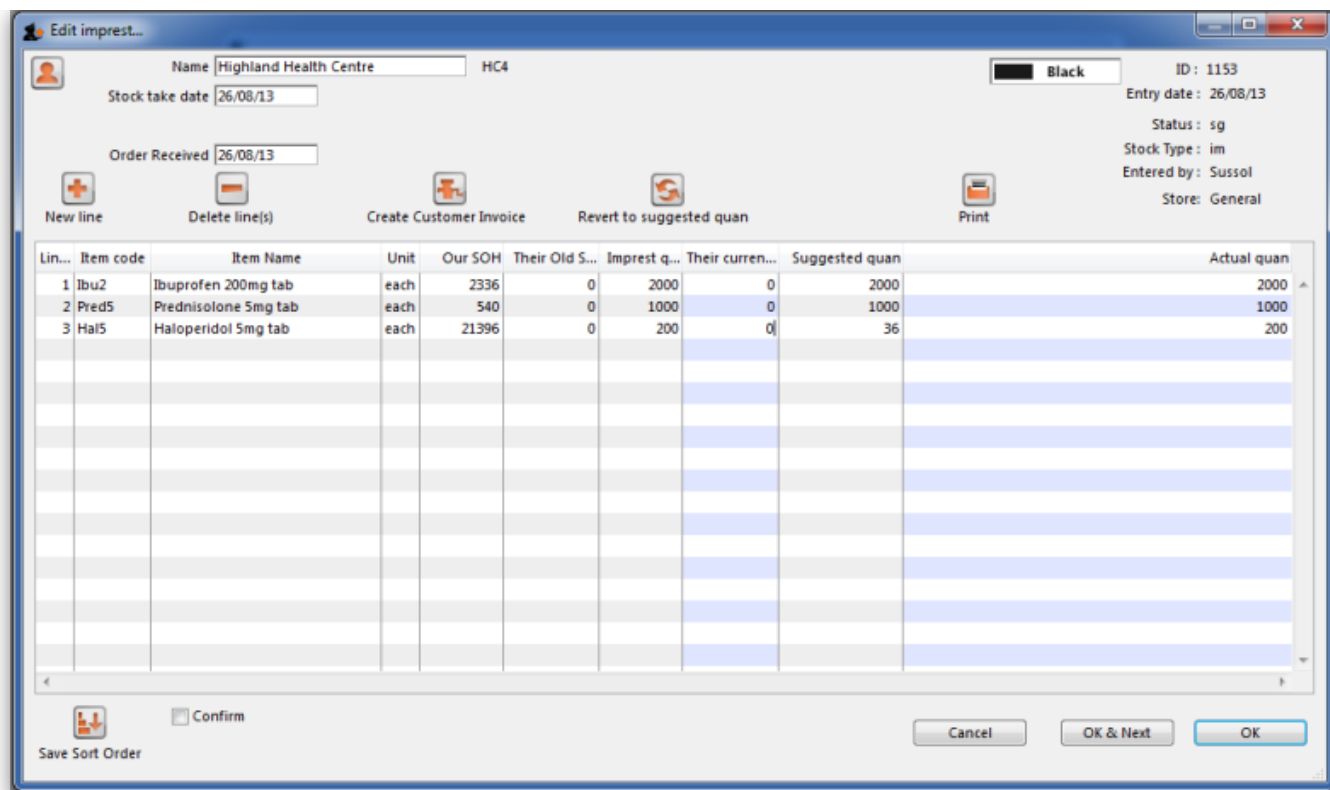 Edit imprest...
Name Highland Health Centre HC4 Black ID : 1153
Stock take date 26/08/13 Entry date : 26/08/13
Status : sg
Order Received 26/08/13 Stock Type : im
Entered by : Sussol
Store: General
New line Delete line(s) Create Customer Invoice Revert to suggested quan Print
Lin... Item code Item Name Unit Our SOH Their Old S... Imprest q... Their curren... Suggested quan Actual quan
1 Ibu2 Ibuprofen 200mg tab each 2336 0 2000 0 2000 2000
2 Pred5 Prednisolone 5mg tab each 540 0 1000 0 1000 1000
3 Hal5 Haloperidol 5mg tab each 21396 0 200 0 36 200
Confirm
Save Sort Order Cancel OK & Next OK